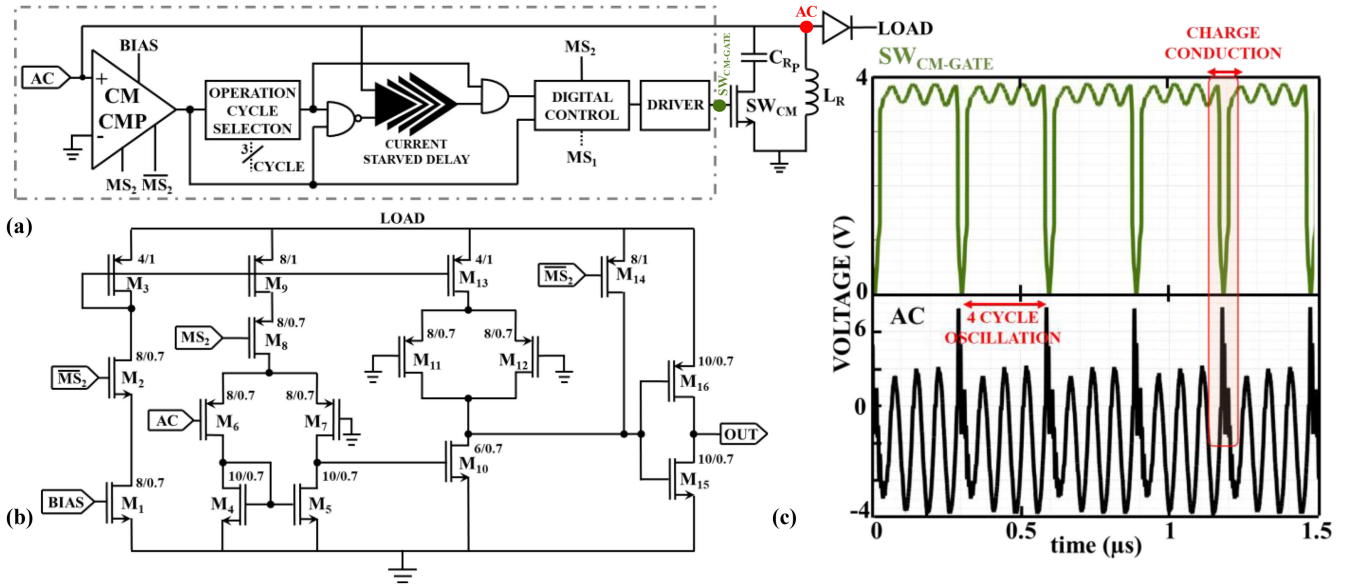 AC
BIAS
+
CM
CMP
-
MS2
MS2
OPERATION
CYCLE
SELECTON
3
CYCLE
CURRENT
STARVED DELAY
MS2
DIGITAL
CONTROL
MS1
DRIVER
SWCM-GATE
SWCM
CRP
LR
AC
LOAD
(a)
LOAD
4/1
M3
8/1
M9
4/1
M13
MS2
8/1
M14
MS2
8/0.7
M8
8/0.7
M11
8/0.7
M12
MS2
8/0.7
M2
AC
8/0.7
M6
8/0.7
M7
10/0.7
M16
OUT
BIAS
8/0.7
M1
10/0.7
M4
10/0.7
M5
6/0.7
M10
10/0.7
M15
(b)
CHARGE
CONDUCTION
SWCM-GATE
4
0
AC
4 CYCLE
OSCILLATION
VOLTAGE (V)
6
0
-4
0
0.5
1
1.5
time (μs)
(c)